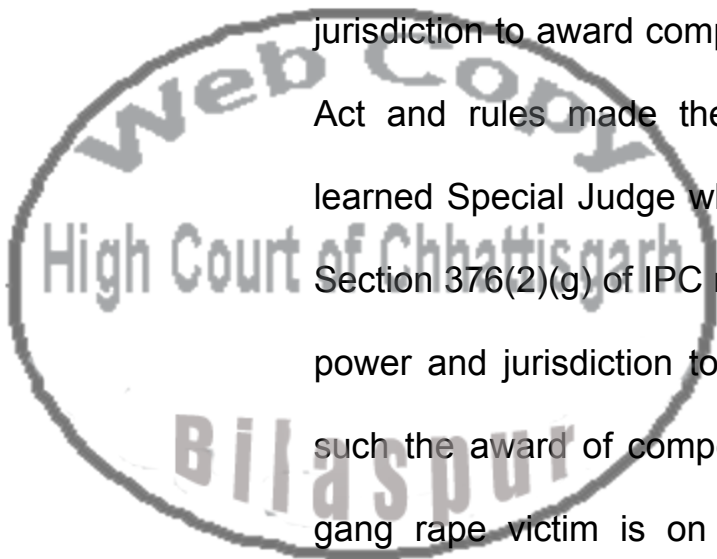 jurisdiction to award comp
Act and rules made the
learned Special Judge w
Section 376(2)(g) of IPC
power and jurisdiction to
such the award of compe
gang rape victim is on
Web Copy
High Court of Chhattisgarh
Bilaspur